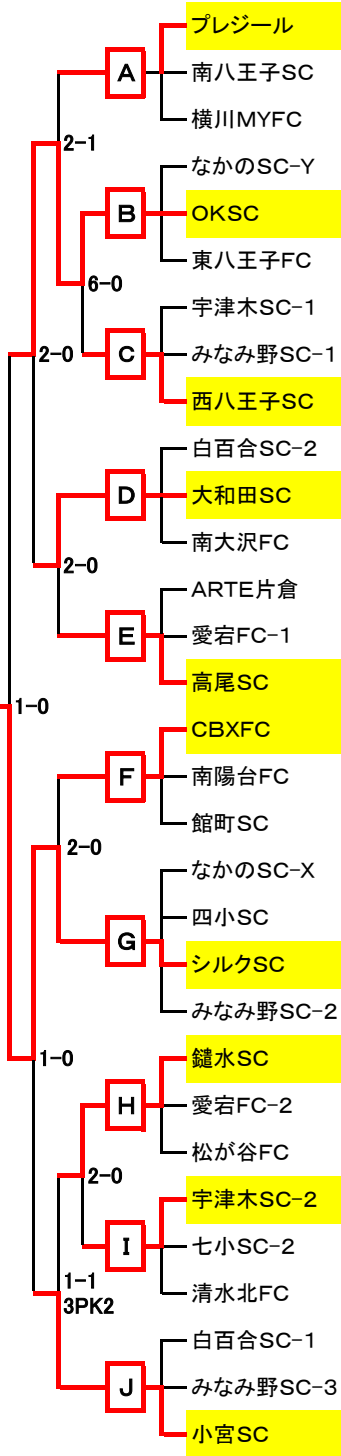 プレジール
A
南八王子SC
横川MYFC
2-1
なかのSC-Y
B
OKSC
東八王子FC
6-0
宇津木SC-1
2-0
C
みなみ野SC-1
西八王子SC
白百合SC-2
D
大和田SC
南大沢FC
2-0
ARTE片倉
E
愛宕FC-1
高尾SC
1-0
CBXFC
F
南陽台FC
館町SC
2-0
なかのSC-X
四小SC
G
シルクSC
みなみ野SC-2
1-0
鑓水SC
H
愛宕FC-2
松が谷FC
2-0
宇津木SC-2
I
七小SC-2
清水北FC
1-1
3PK2
白百合SC-1
J
みなみ野SC-3
小宮SC